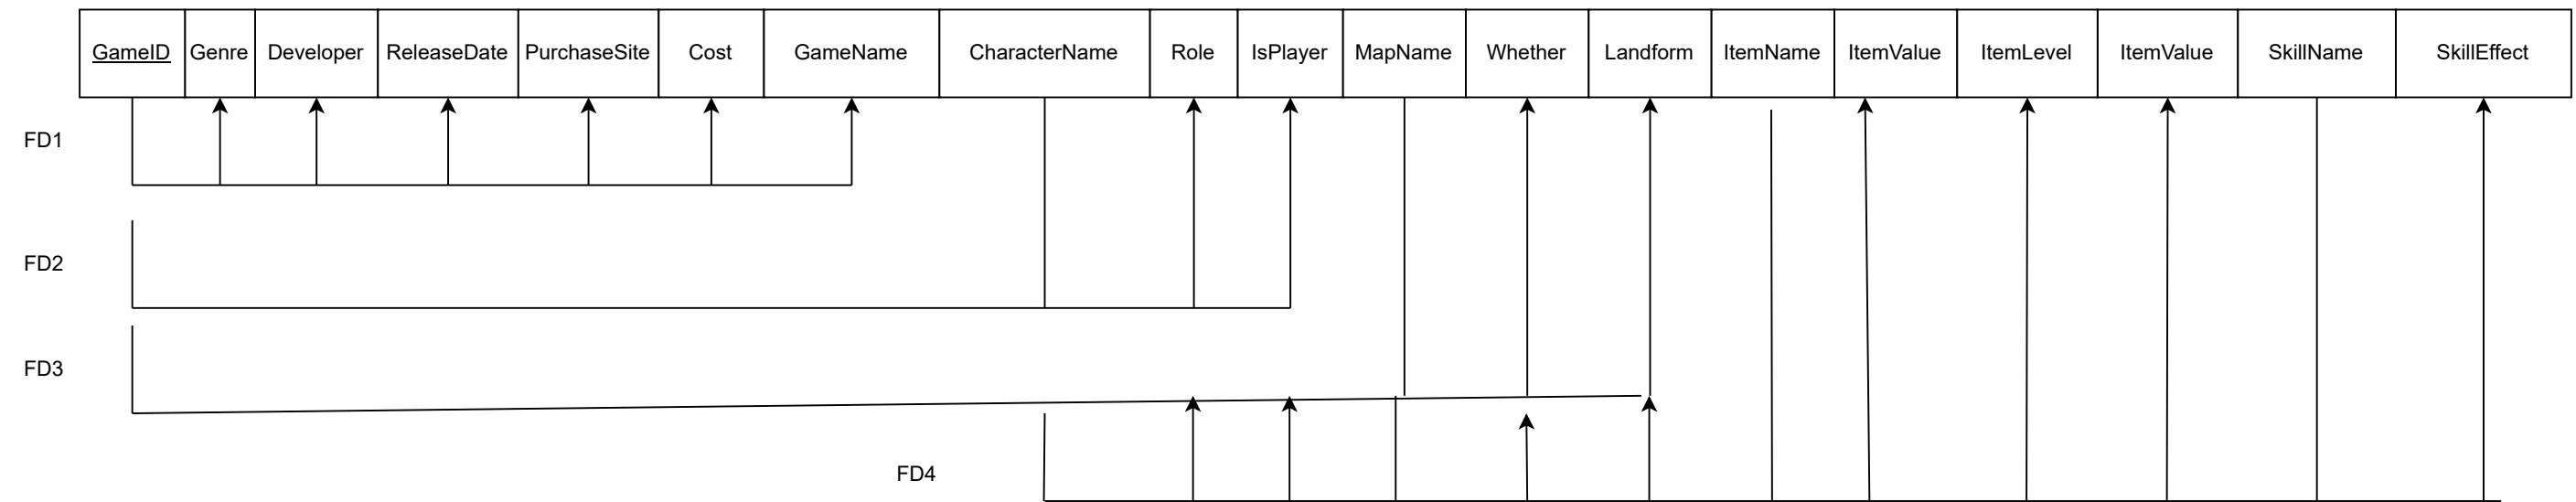 GameID Genre Developer ReleaseDate PurchaseSite Cost GameName CharacterName Role IsPlayer MapName Whether Landform ItemName ItemValue ItemLevel ItemValue SkillName SkillEffect
FD1
FD2
FD3
FD4